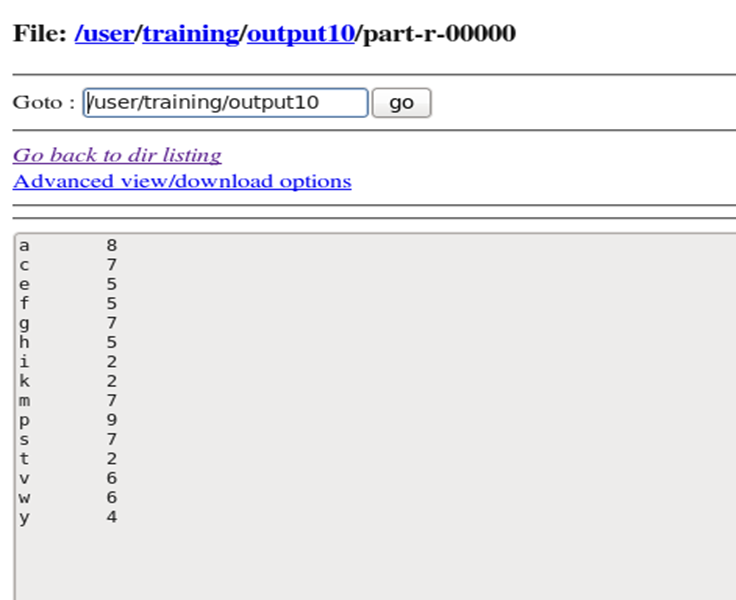 File: /user/training/output10/part-r-00000
Goto : /user/training/output10 go
Go back to dir listing
Advanced view/download options
a 8
c 7
e 5
f 5
g 7
h 5
i 2
k 2
m 7
p 9
s 7
t 2
v 6
w 6
y 4